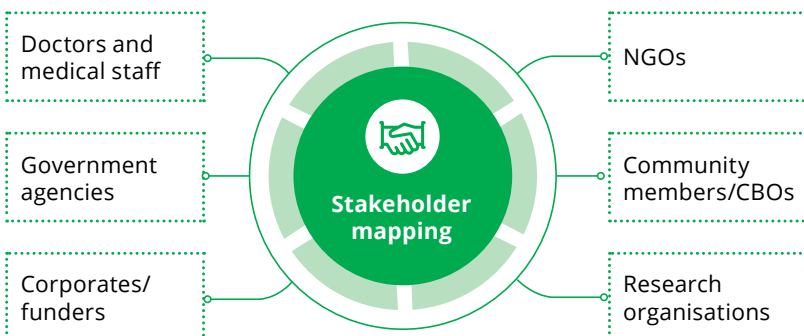 Doctors and
medical staff
Government
agencies
Corporates/
funders
Stakeholder
mapping
NGOs
Community
members/CBOs
Research
organisations